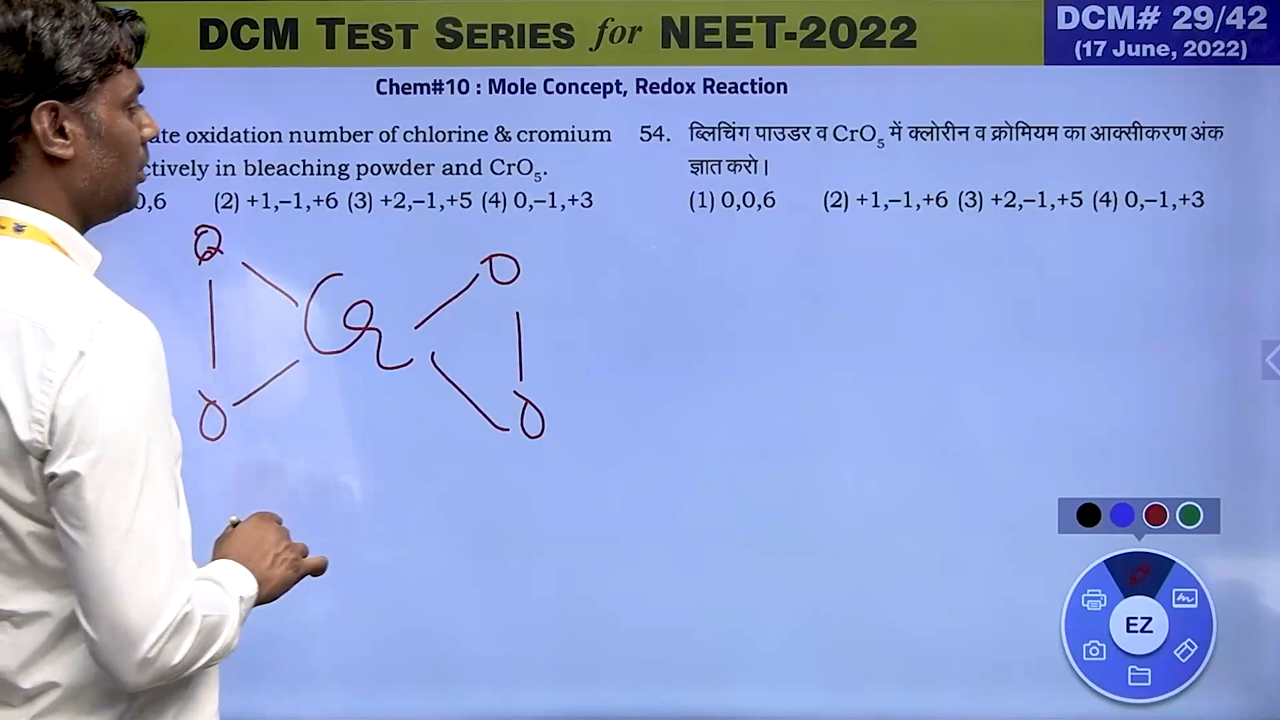 DCM TEST SERIES for NEET-2022
DCM# 29/42
(17 June, 2022)
Chem#10 : Mole Concept, Redox Reaction
ate oxidation number of chlorine & cromium
ctively in bleaching powder and CrO₅.
0,6 (2) +1,–1,+6 (3) +2,–1,+5 (4) 0,–1,+3
54. ब्लिचिंग पाउडर व CrO₅ में क्लोरीन व क्रोमियम का आक्सीकरण अंक
ज्ञात करो।
(1) 0,0,6 (2) +1,–1,+6 (3) +2,–1,+5 (4) 0,–1,+3
O O
Cr
O O
EZ